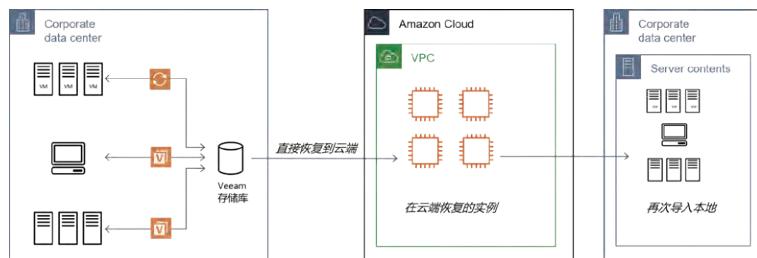 Corporate
data center
VM VM VM
V
V
Veeam
存储库
直接恢复到云端
Amazon Cloud
VPC
在云端恢复的实例
Corporate
data center
Server contents
再次导入本地